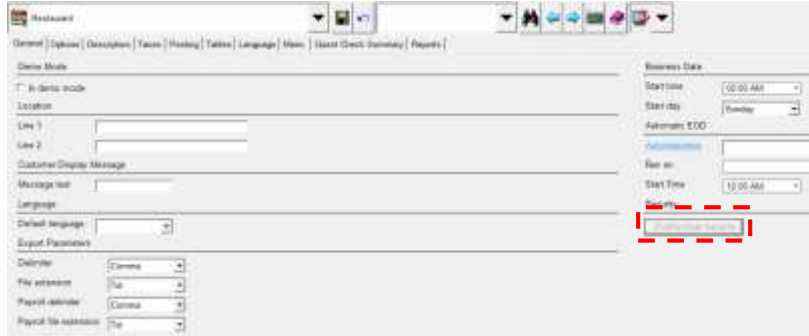 Restaurant
General Options Description Taxes Posting Tables Language Menu Guest Check Summary Reports
Demo Mode
In demo mode
Location
Line 1
Line 2
Customer Display Message
Message text
Language
Default language
Export Parameters
Delimiter Comma
File extension Txt
Payroll delimiter Comma
Payroll file extension Txt
Business Date
Start time
Start day Sunday
Automatic EOD
Run on
Start Time 12:00 AM